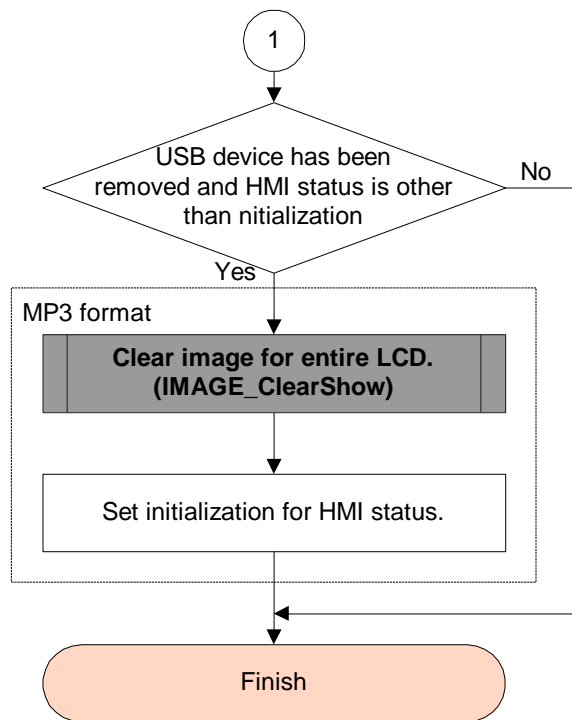 1
USB device has been
removed and HMI status is other
than nitialization
No
Yes
MP3 format
Clear image for entire LCD.
(IMAGE_ClearShow)
Set initialization for HMI status.
Finish